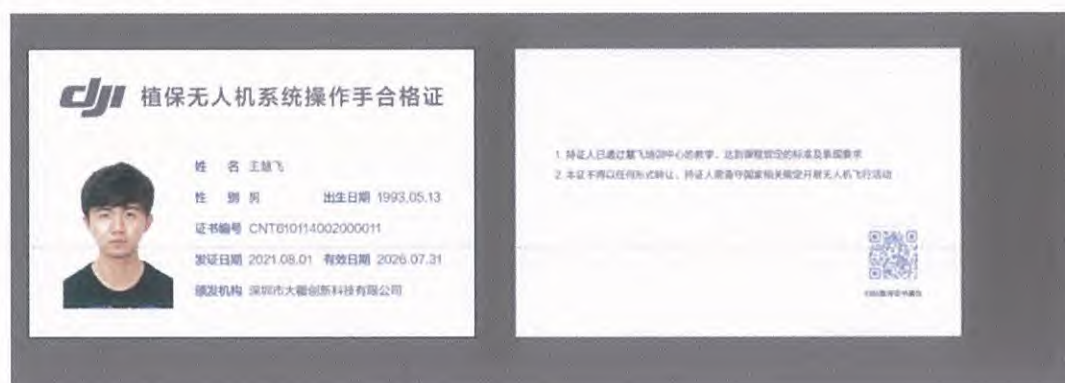 dji 植保无人机系统操作手合格证
姓 名 王慧飞
性 别 男 出生日期 1993.05.13
证书编号 CNT610114002000011
发证日期 2021.08.01 有效日期 2026.07.31
颁发机构 深圳市大疆创新科技有限公司
1. 持证人已通过慧飞培训中心的教学，达到课程规定的标准及表现要求
2. 本证不得以任何形式转让，持证人需遵守国家相关规定开展无人机飞行活动